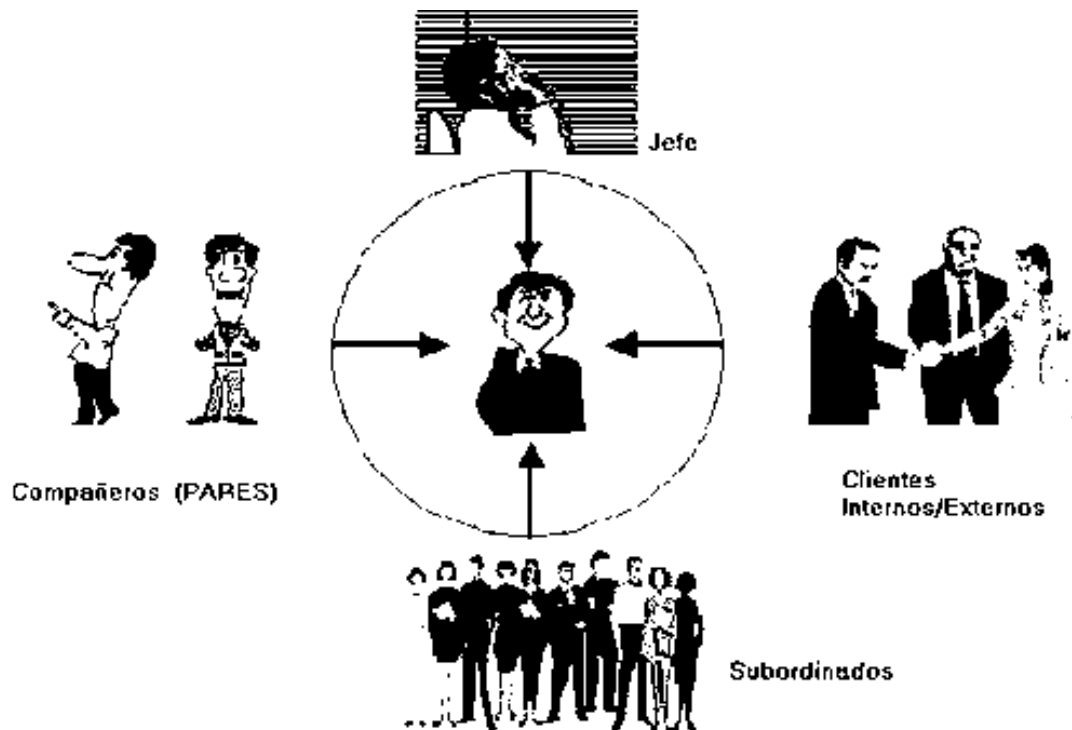 Jefe
Compañeros (PARES)
Clientes
Internos/Externos
Subordinados